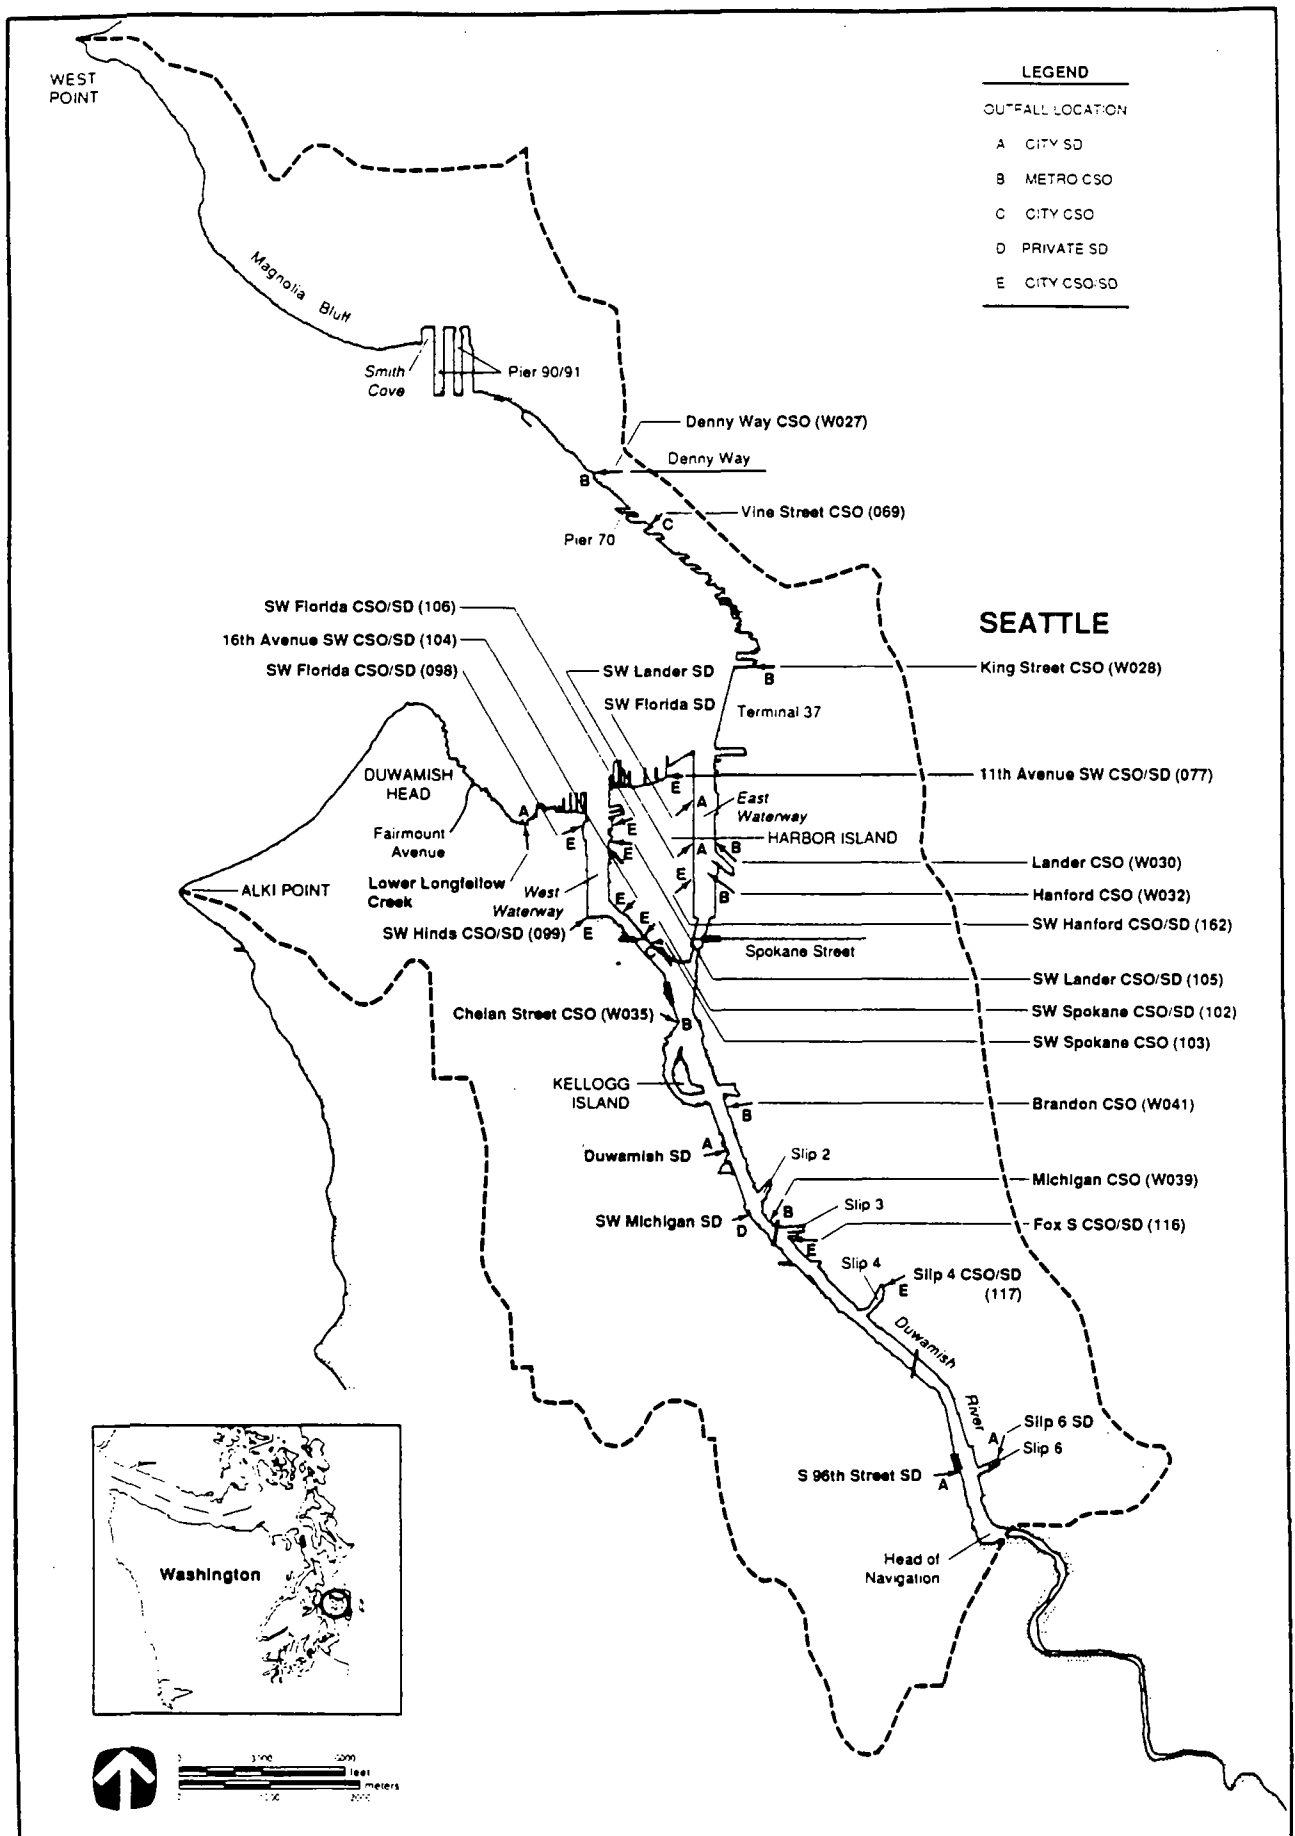 WEST
POINT
LEGEND
OUTFALL LOCATION
A CITY SD
B METRO CSO
C CITY CSO
D PRIVATE SD
E CITY CSO/SD
Magnolia Bluff
Smith
Cove
Pier 90/91
Denny Way CSO (W027)
Denny Way
B
Vine Street CSO (069)
C
Pier 70
SEATTLE
SW Florida CSO/SD (106)
16th Avenue SW CSO/SD (104)
SW Florida CSO/SD (098)
SW Lander SD
SW Florida SD
King Street CSO (W028)
B
Terminal 37
DUWAMISH
HEAD
11th Avenue SW CSO/SD (077)
E
A
East
Waterway
A
E
E
HARBOR ISLAND
Fairmount
Avenue
E
A
B
Lander CSO (W030)
ALKI POINT
Lower Longfellow
Creek
West
Waterway
E
B
Hanford CSO (W032)
E
E
SW Hinds CSO/SD (099)
E
SW Hanford CSO/SD (162)
C
Spokane Street
SW Lander CSO/SD (105)
Chelan Street CSO (W035)
B
SW Spokane CSO/SD (102)
SW Spokane CSO (103)
KELLOGG
ISLAND
B
Brandon CSO (W041)
Duwamish SD
A
Slip 2
Michigan CSO (W039)
SW Michigan SD
D
B
Slip 3
Fox S CSO/SD (116)
E
Slip 4
E
Slip 4 CSO/SD
(117)
Duwamish
River
A
Slip 6 SD
Slip 6
S 96th Street SD
A
Head of
Navigation
Washington
feet
meters